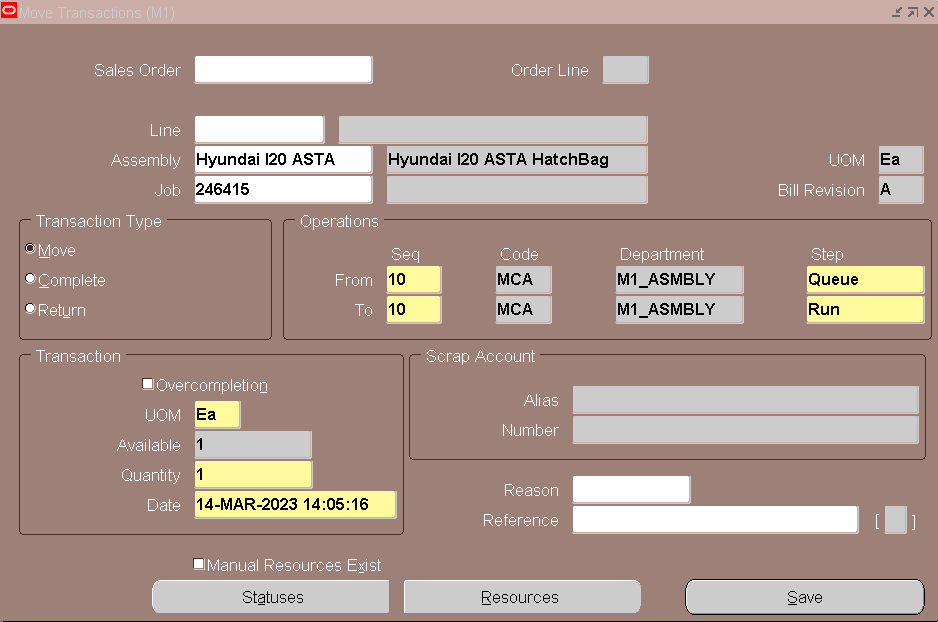 Move Transactions (M1)
Sales Order Order Line
Line
Assembly Hyundai I20 ASTA Hyundai I20 ASTA HatchBag UOM Ea
Job 246415 Bill Revision A
Transaction Type Operations
Seq Code Department Step
Move
From 10 MCA M1_ASMBLY Queue
Complete
To 10 MCA M1_ASMBLY Run
Return
Transaction Scrap Account
Overcompletion
Alias
UOM Ea
Number
Available 1
Quantity 1
Reason
Date 14-MAR-2023 14:05:16
Reference [ ]
Manual Resources Exist
Statuses Resources Save